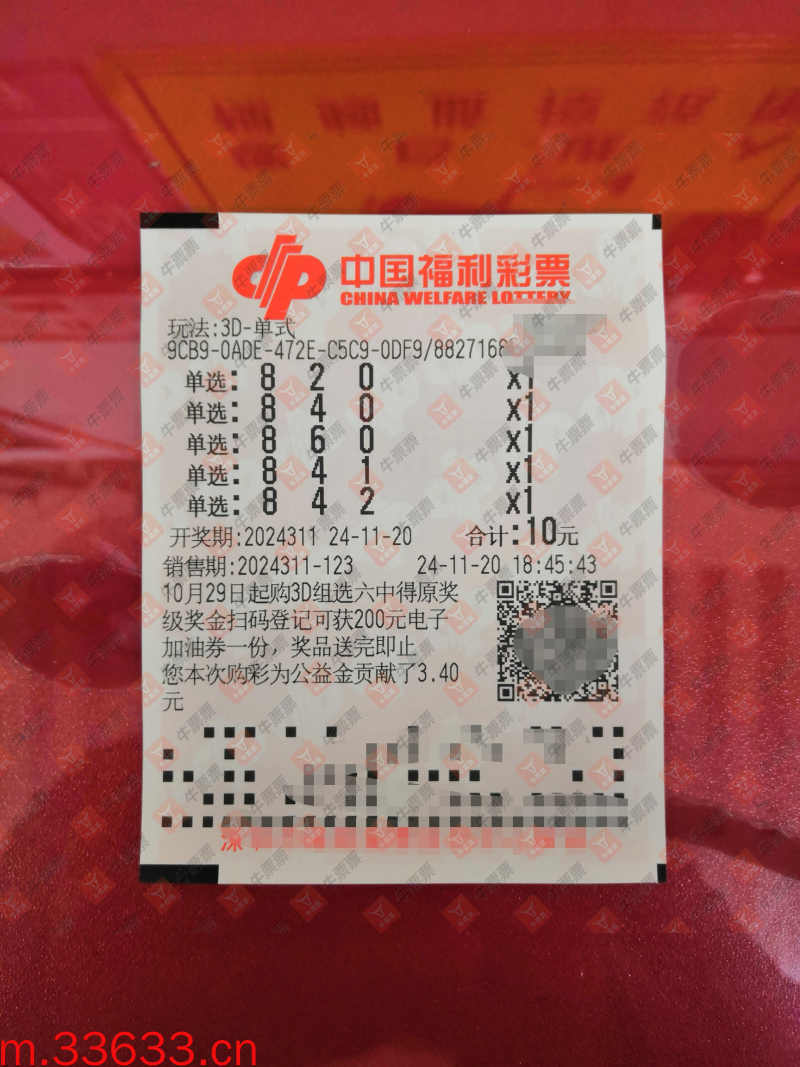 中国福利彩票
CHINA WELFARE LOTTERY
玩法:3D-单式
9CB9-0ADE-472E-C5C9-0DF9/8827168
单选: 8 2 0 x1
单选: 8 4 0 x1
单选: 8 6 0 x1
单选: 8 4 1 x1
单选: 8 4 2 x1
开奖期:2024311 24-11-20 合计:10元
销售期:2024311-123 24-11-20 18:45:43
10月29日起购3D组选六中得原奖
级奖金扫码登记可获200元电子
加油券一份，奖品送完即止
您本次购彩为公益金贡献了3.40
元
牛票票
m.33633.cn